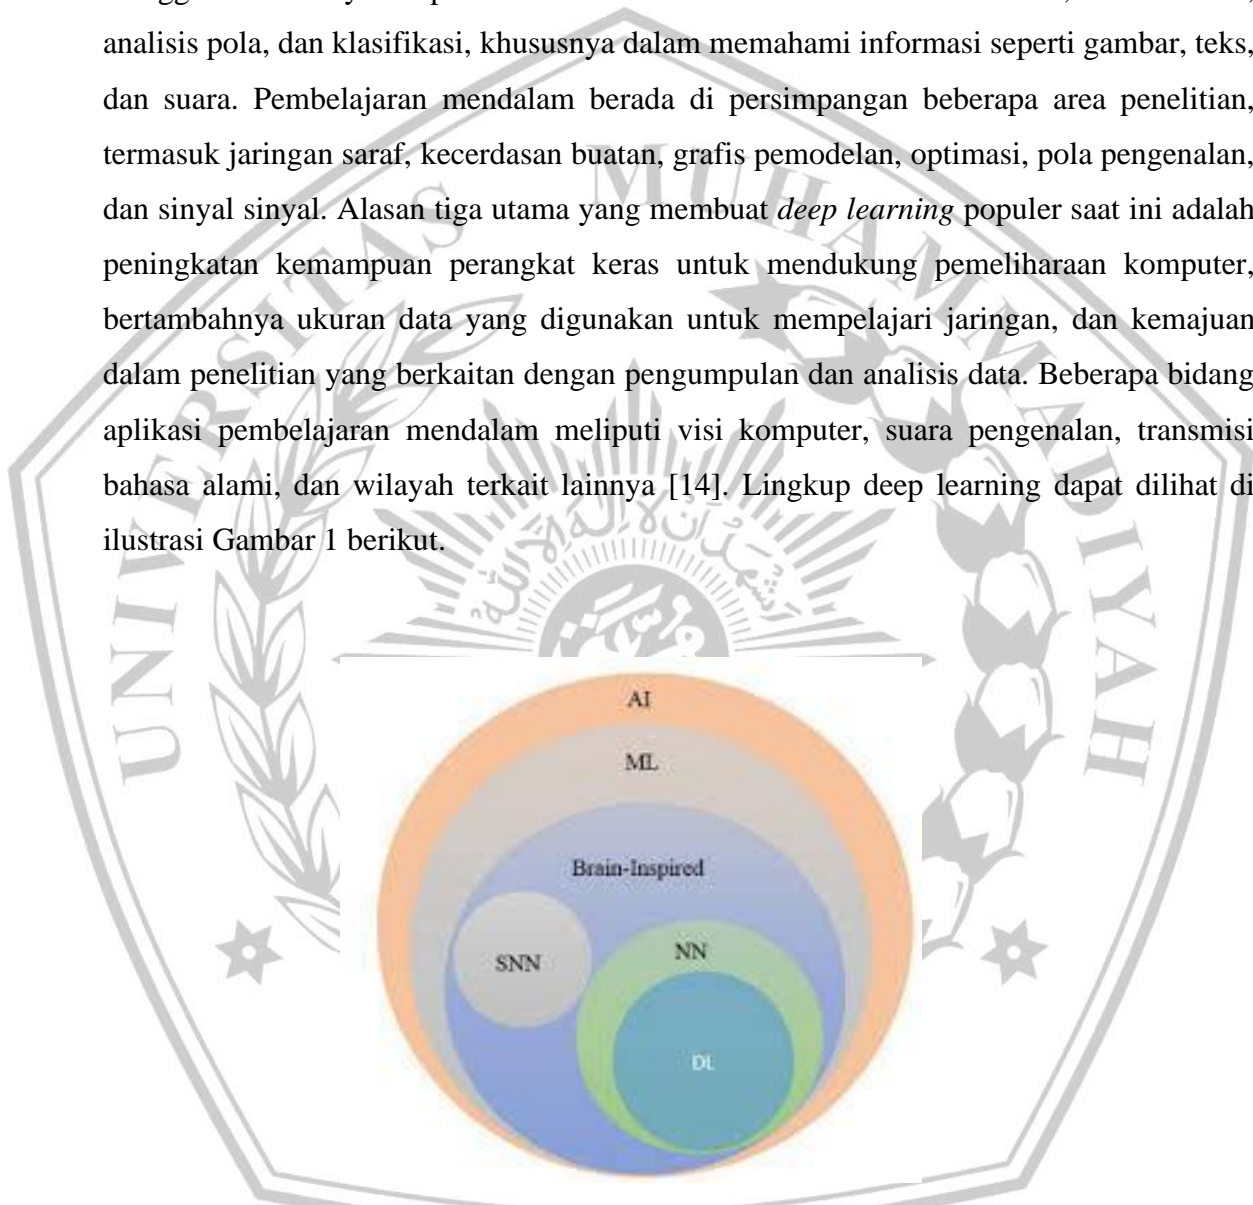 analisis pola, dan klasifikasi, khususnya dalam memahami informasi seperti gambar, teks,
dan suara. Pembelajaran mendalam berada di persimpangan beberapa area penelitian,
termasuk jaringan saraf, kecerdasan buatan, grafis pemodelan, optimasi, pola pengenalan,
dan sinyal sinyal. Alasan tiga utama yang membuat deep learning populer saat ini adalah
peningkatan kemampuan perangkat keras untuk mendukung pemeliharaan komputer,
bertambahnya ukuran data yang digunakan untuk mempelajari jaringan, dan kemajuan
dalam penelitian yang berkaitan dengan pengumpulan dan analisis data. Beberapa bidang
aplikasi pembelajaran mendalam meliputi visi komputer, suara pengenalan, transmisi
bahasa alami, dan wilayah terkait lainnya [14]. Lingkup deep learning dapat dilihat di
ilustrasi Gambar 1 berikut.
UNIVERSITAS MUHAMMADIYAH
AI
ML
Brain-Inspired
SNN
NN
DL